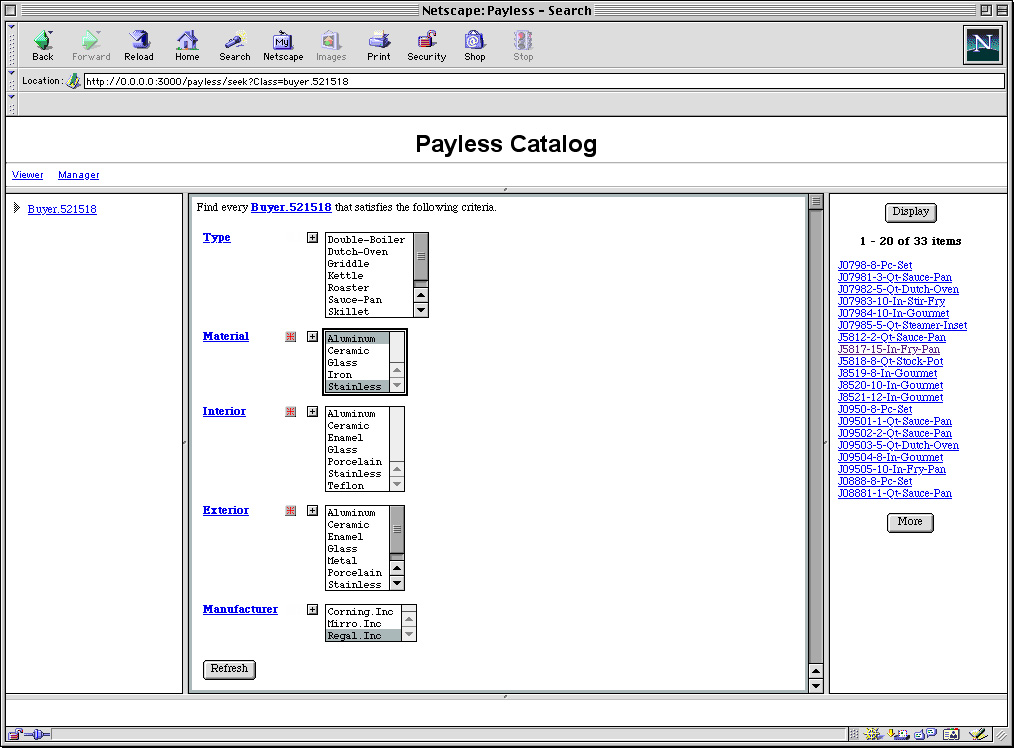 Netscape: Payless - Search
Back Forward Reload Home Search Netscape Images Print Security Shop Stop
My
N
Location: http://0.0.0.0:3000/payless/seek?Class=buyer.521518
Payless Catalog
Viewer Manager
Buyer.521518
Find every Buyer.521518 that satisfies the following criteria.
Type
Double-Boiler
Dutch-Oven
Griddle
Kettle
Roaster
Sauce-Pan
Skillet
Material
Aluminum
Ceramic
Glass
Iron
Stainless
Interior
Aluminum
Ceramic
Enamel
Glass
Porcelain
Stainless
Teflon
Exterior
Aluminum
Ceramic
Enamel
Glass
Metal
Porcelain
Stainless
Manufacturer
Corning.Inc
Mirro.Inc
Regal.Inc
Refresh
Display
1 - 20 of 33 items
J0798-8-Pc-Set
J07981-3-Qt-Sauce-Pan
J07982-5-Qt-Dutch-Oven
J07983-10-In-Stir-Fry
J07984-10-In-Gourmet
J07985-5-Qt-Steamer-Inset
J5812-2-Qt-Sauce-Pan
J5817-15-In-Fry-Pan
J5818-8-Qt-Stock-Pot
J8519-8-In-Gourmet
J8520-10-In-Gourmet
J8521-12-In-Gourmet
J0950-8-Pc-Set
J09501-1-Qt-Sauce-Pan
J09502-2-Qt-Sauce-Pan
J09503-5-Qt-Dutch-Oven
J09504-8-In-Gourmet
J09505-10-In-Fry-Pan
J0888-8-Pc-Set
J08881-1-Qt-Sauce-Pan
More